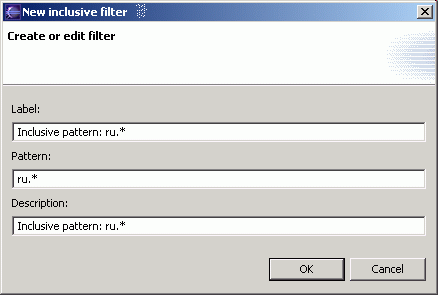 New inclusive filter
Create or edit filter
Label:
Inclusive pattern: ru.*
Pattern:
ru.*
Description:
Inclusive pattern: ru.*
OK Cancel